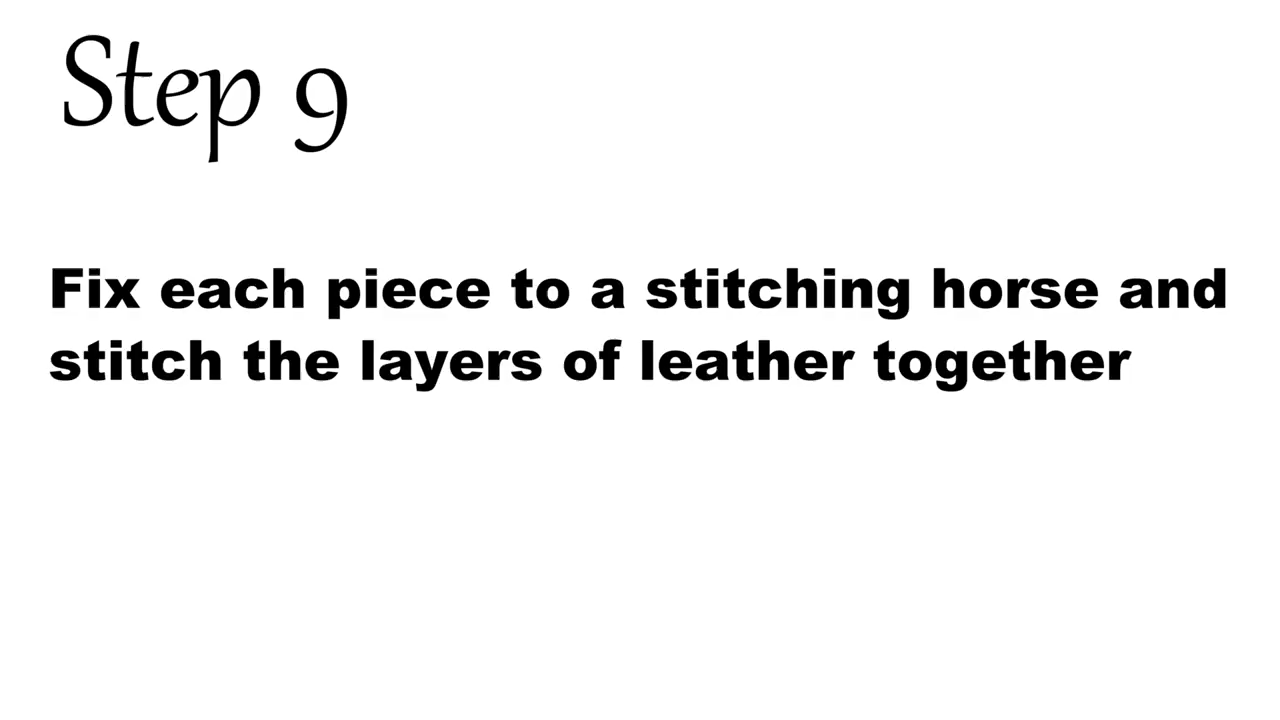 Step 9
Fix each piece to a stitching horse and
stitch the layers of leather together